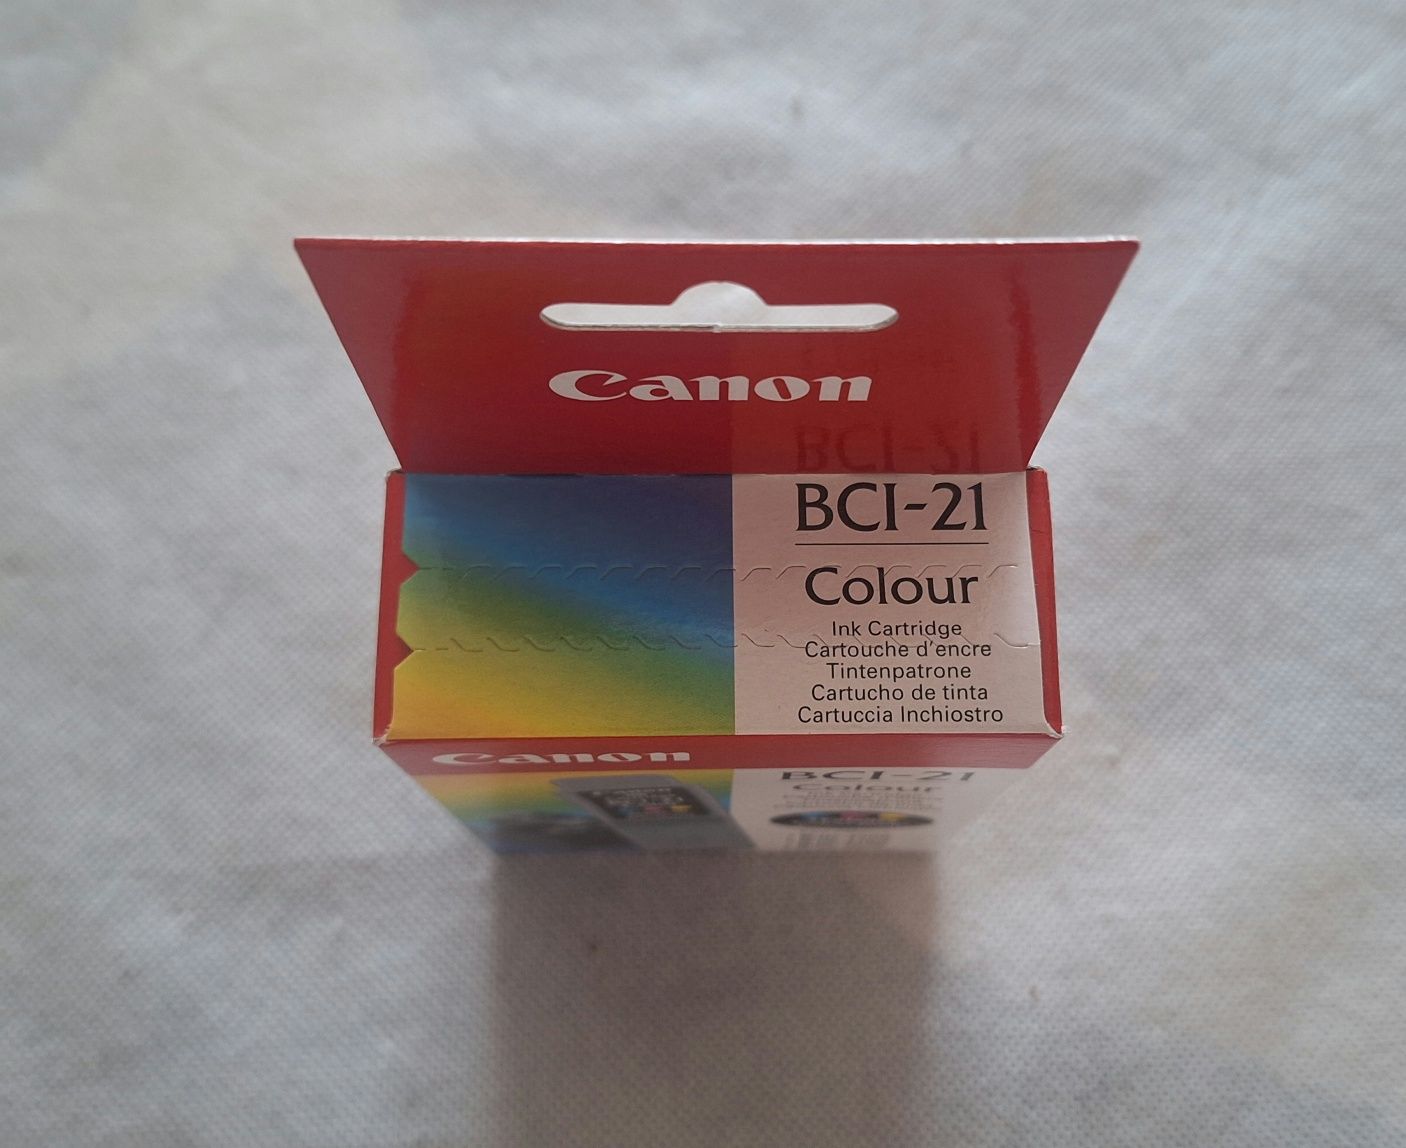 Canon
BCI-21
Colour
Ink Cartridge
Cartouche d'encre
Tintenpatrone
Cartucho de tinta
Cartuccia Inchiostro
Canon
BCI-21
Colour